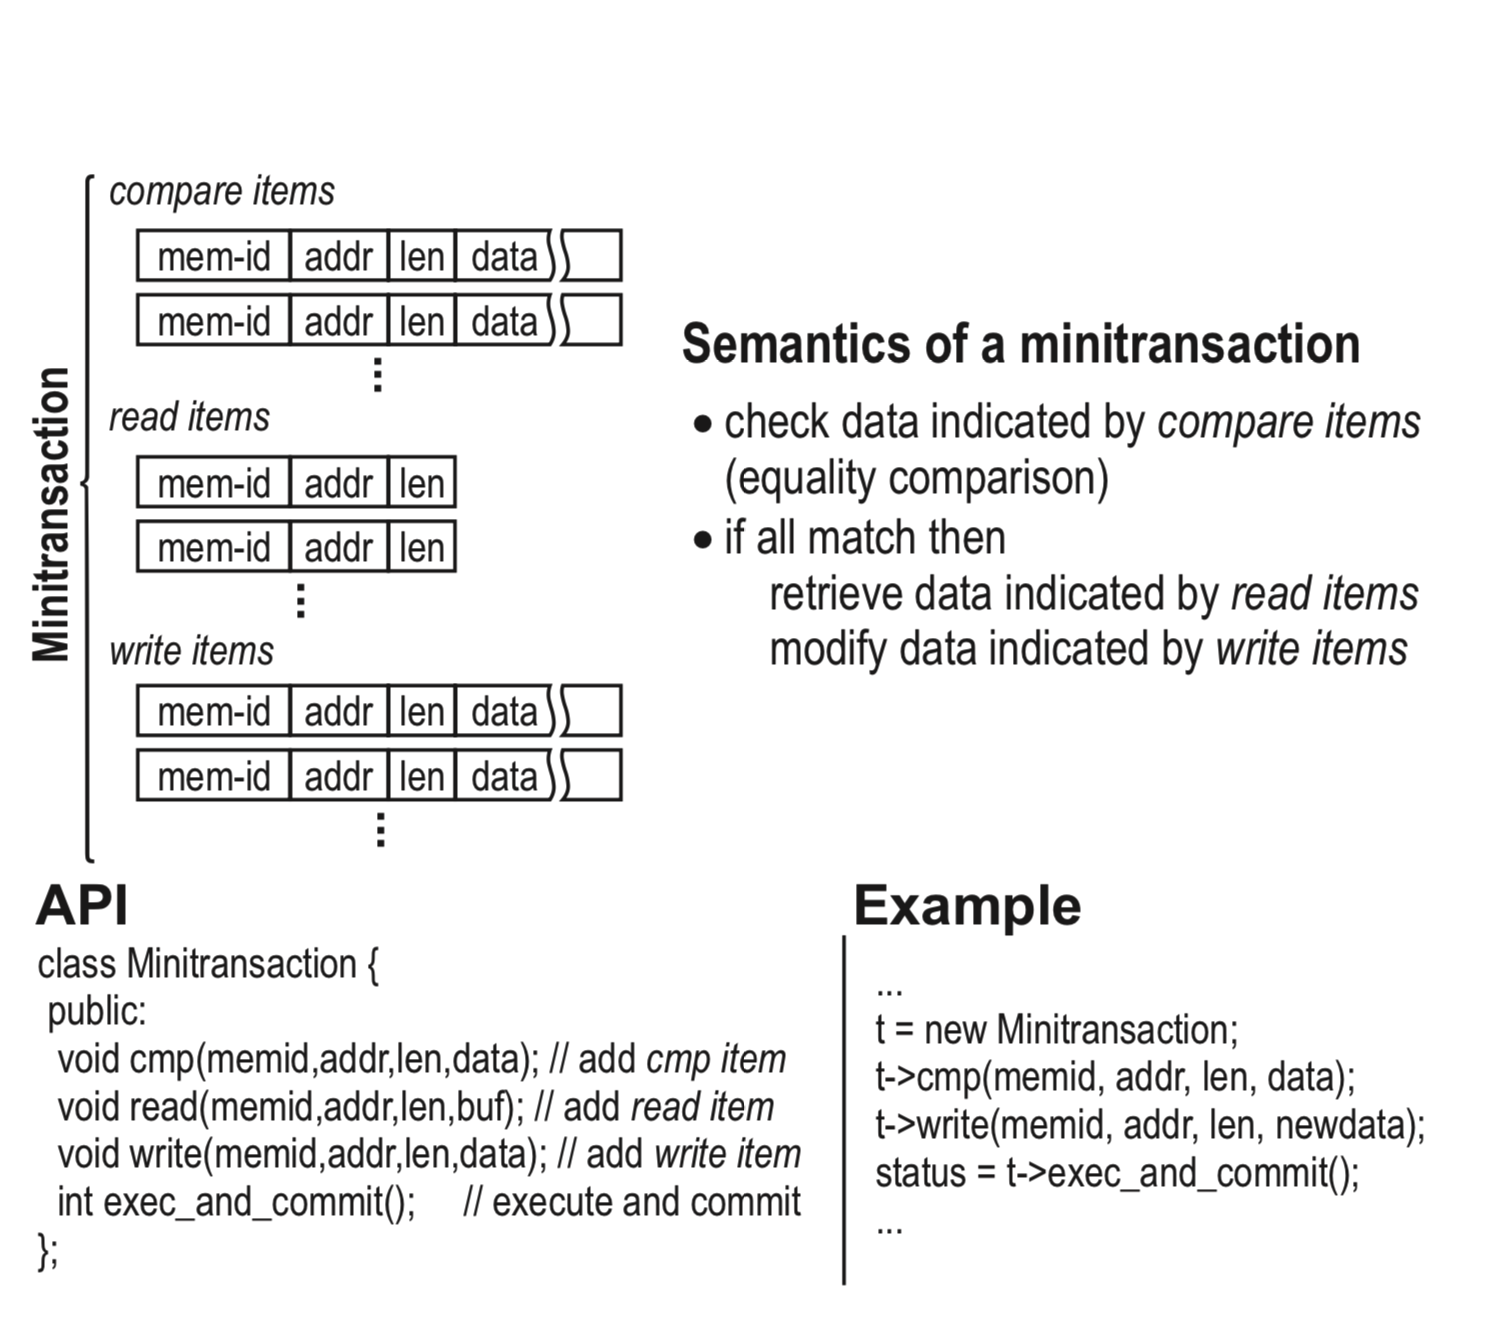 Minitransaction
compare items
mem-id addr len data
mem-id addr len data
⋮
read items
mem-id addr len
mem-id addr len
⋮
write items
mem-id addr len data
mem-id addr len data
⋮
Semantics of a minitransaction
• check data indicated by compare items
(equality comparison)
• if all match then
retrieve data indicated by read items
modify data indicated by write items
API
class Minitransaction {
public:
void cmp(memid,addr,len,data); // add cmp item
void read(memid,addr,len,buf); // add read item
void write(memid,addr,len,data); // add write item
int exec_and_commit(); // execute and commit
};
Example
...
t = new Minitransaction;
t->cmp(memid, addr, len, data);
t->write(memid, addr, len, newdata);
status = t->exec_and_commit();
...